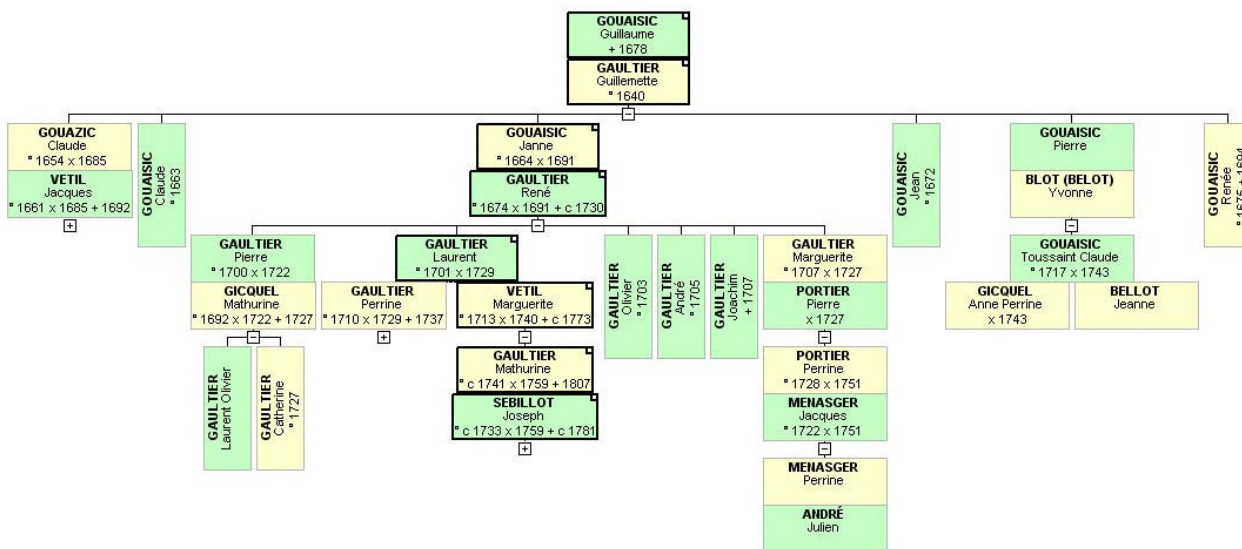 GOUAISIC
Guillaume
+ 1678
GAULTIER
Guillemette
° 1640
GOUAZIC
Claude
° 1654 x 1685
VETIL
Jacques
° 1661 x 1685 + 1692
GOUAISIC
Claude
° 1663
GOUAISIC
Janne
° 1664 x 1691
GAULTIER
René
° 1674 x 1691 + c 1730
GOUAISIC
Jean
° 1672
GOUAISIC
Pierre
BLOT (BELOT)
Yvonne
GOUAISIC
Renée
° 1675 + 1694
GAULTIER
Pierre
° 1700 x 1722
GICQUEL
Mathurine
° 1692 x 1722 + 1727
GAULTIER
Laurent
° 1701 x 1729
GAULTIER
Perrine
° 1710 x 1729 + 1737
VETIL
Marguerite
° 1713 x 1740 + c 1773
GAULTIER
Olivier
° 1703
GAULTIER
André
° 1705
GAULTIER
Joachim
+ 1707
GAULTIER
Marguerite
° 1707 x 1727
PORTIER
Pierre
x 1727
GOUAISIC
Toussaint Claude
° 1717 x 1743
GICQUEL
Anne Perrine
x 1743
BELLOT
Jeanne
GAULTIER
Laurent Olivier
GAULTIER
Catherine
° 1727
GAULTIER
Mathurine
° c 1741 x 1759 + 1807
SEBILLOT
Joseph
° c 1733 x 1759 + c 1781
PORTIER
Perrine
° 1728 x 1751
MENASGER
Jacques
° 1722 x 1751
MENASGER
Perrine
ANDRÉ
Julien